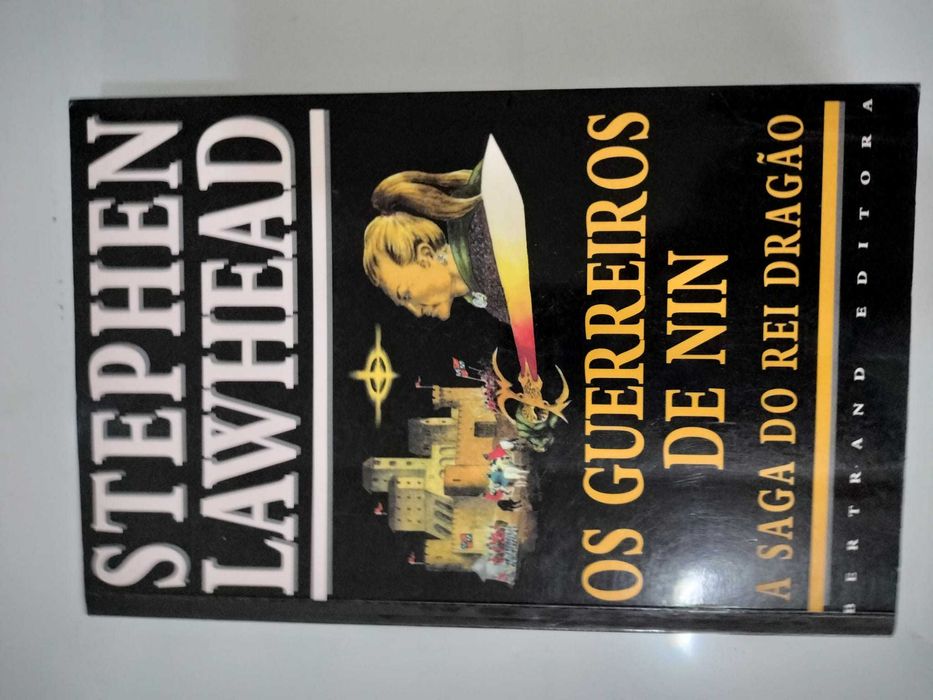 STEPHEN
LAWHEAD
OS GUERREIROS
DE NIN
A SAGA DO REI DRAGÃO
BERTRAND EDITORA